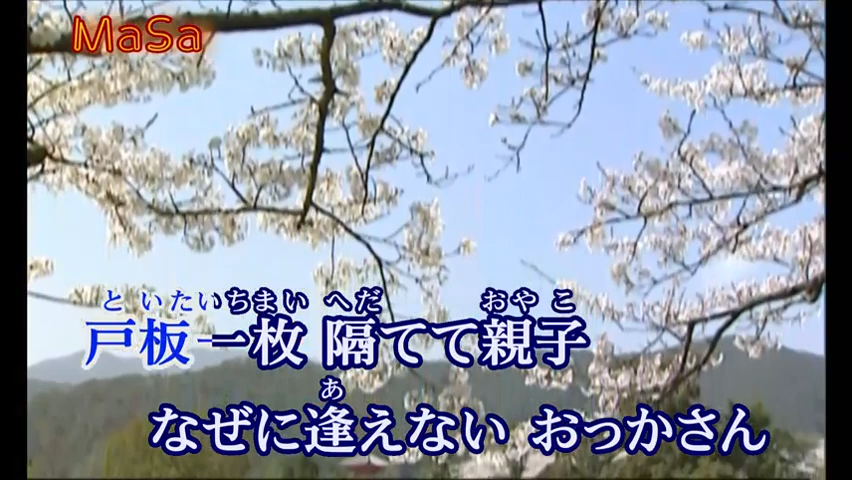 MaSa
と いたいちまい へだ おやこ
戸板一枚 隔てて親子
あ
なぜに逢えない おっかさん